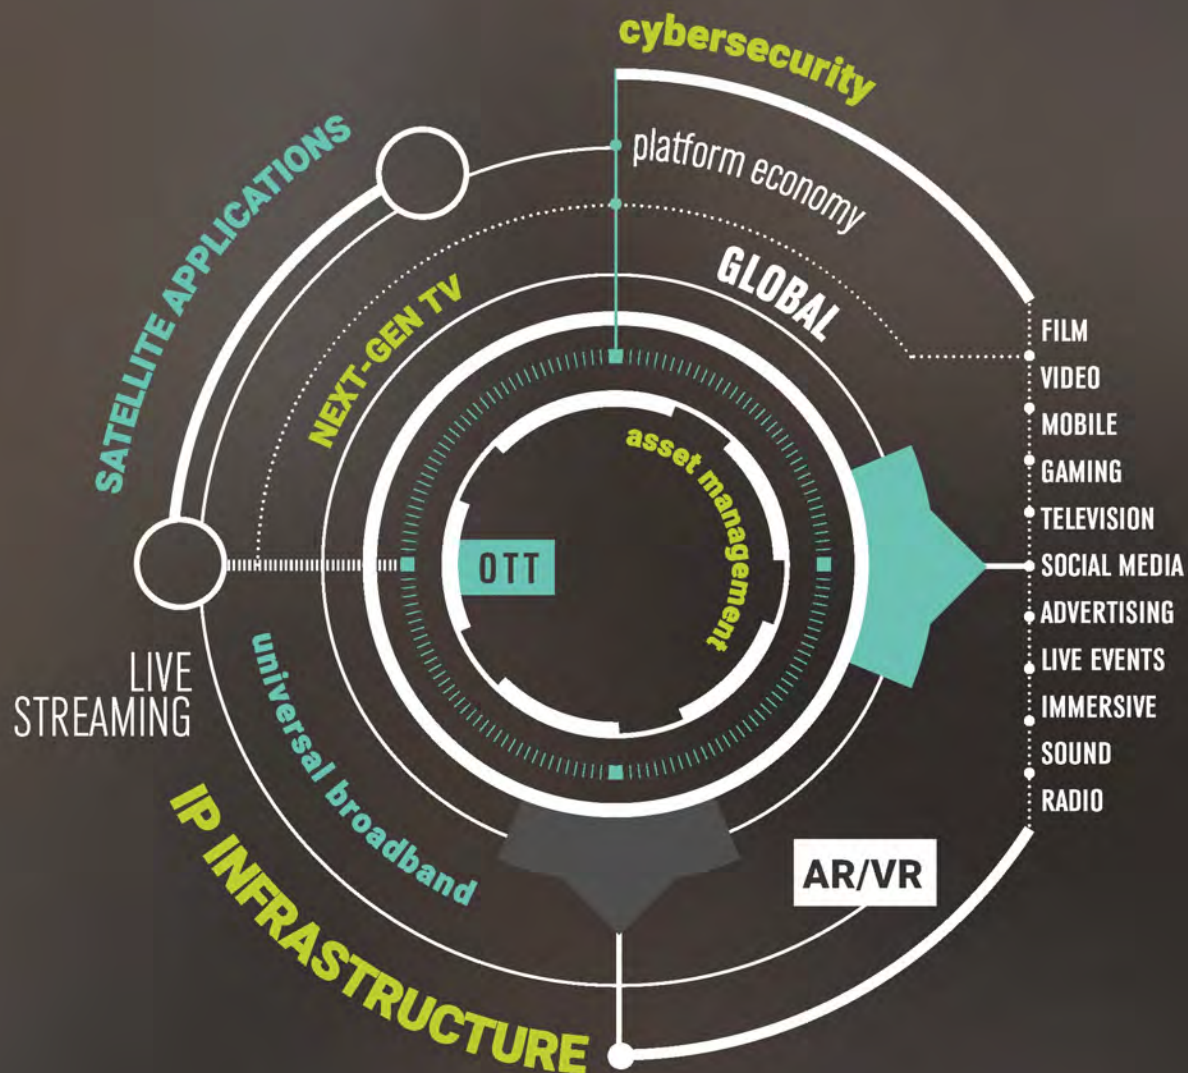 cybersecurity
platform economy
GLOBAL
SATELLITE APPLICATIONS
NEXT-GEN TV
asset management
OTT
FILM
VIDEO
MOBILE
GAMING
TELEVISION
SOCIAL MEDIA
ADVERTISING
LIVE EVENTS
IMMERSIVE
SOUND
RADIO
LIVE
STREAMING
universal broadband
IP INFRASTRUCTURE
AR/VR